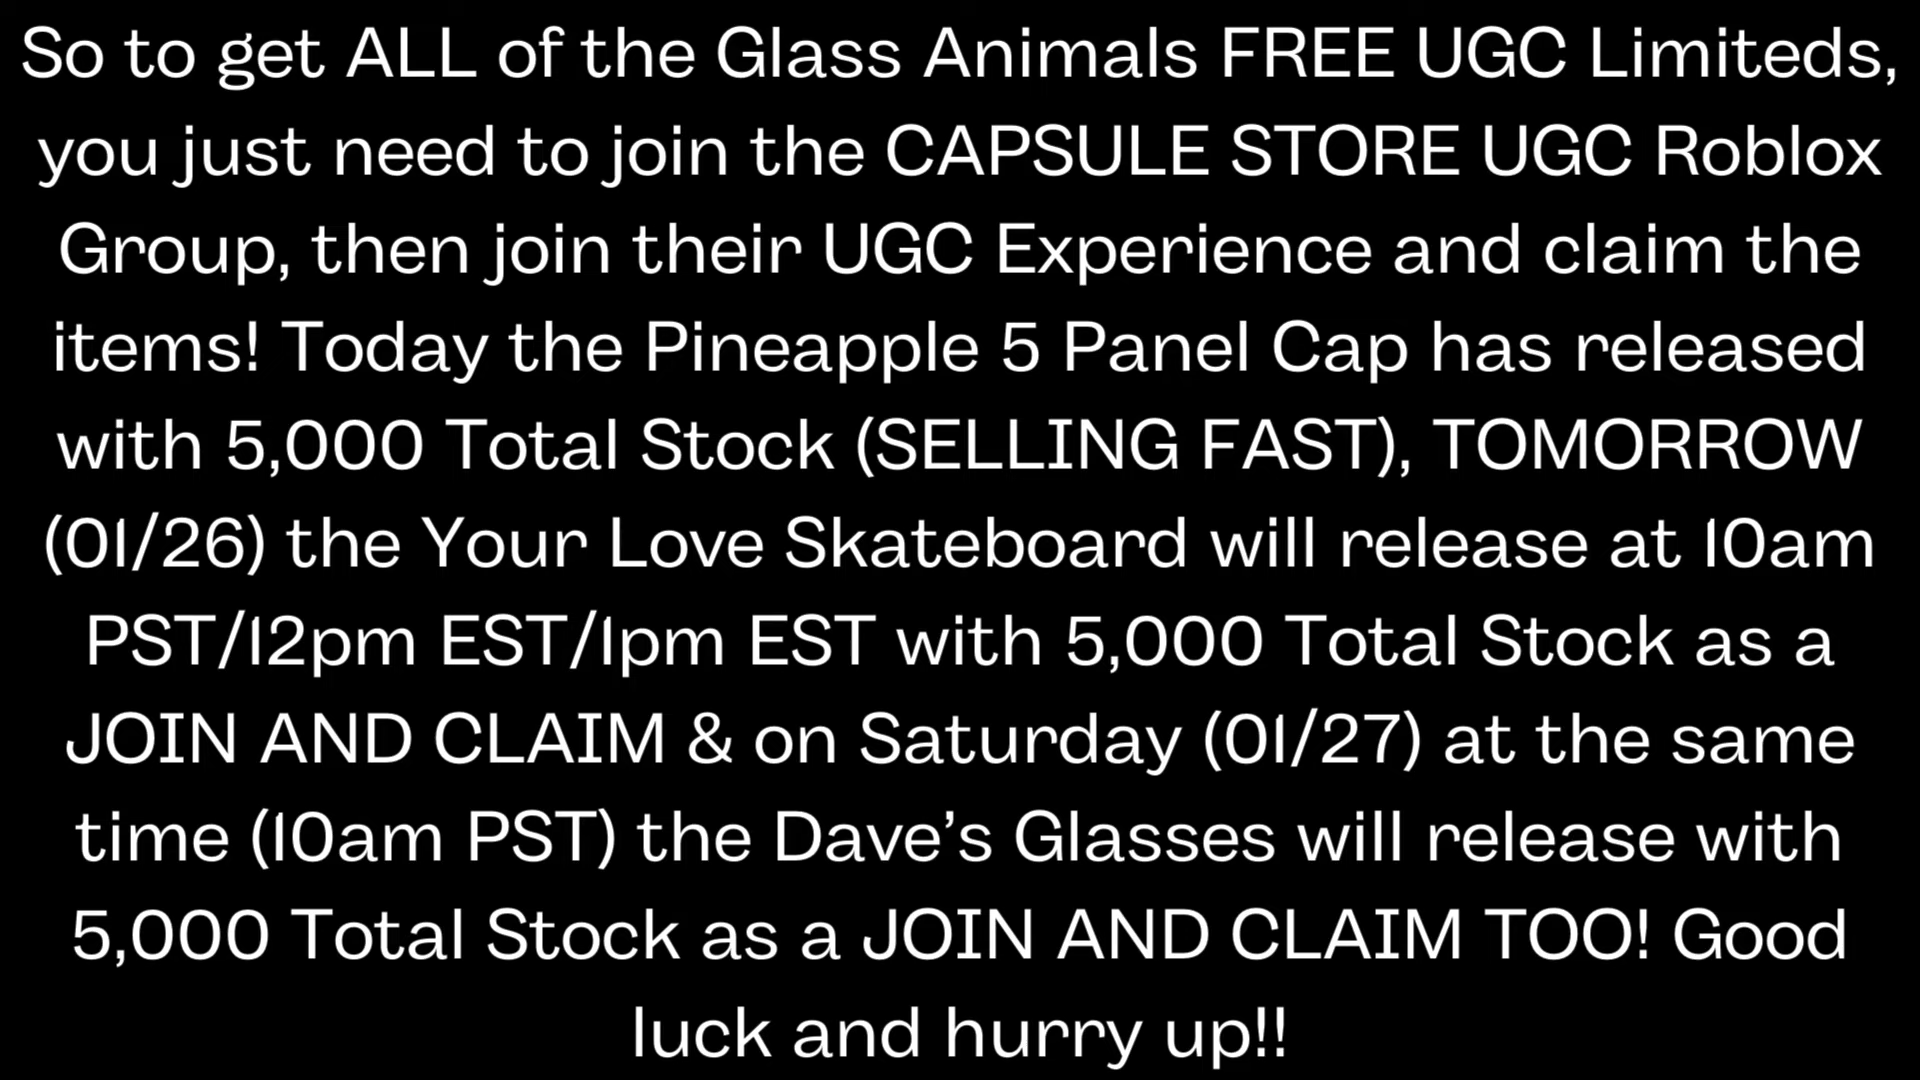 So to get ALL of the Glass Animals FREE UGC Limiteds,
you just need to join the CAPSULE STORE UGC Roblox
Group, then join their UGC Experience and claim the
items! Today the Pineapple 5 Panel Cap has released
with 5,000 Total Stock (SELLING FAST), TOMORROW
(01/26) the Your Love Skateboard will release at 10am
PST/12pm EST/1pm EST with 5,000 Total Stock as a
JOIN AND CLAIM & on Saturday (01/27) at the same
time (10am PST) the Dave's Glasses will release with
5,000 Total Stock as a JOIN AND CLAIM TOO! Good
luck and hurry up!!